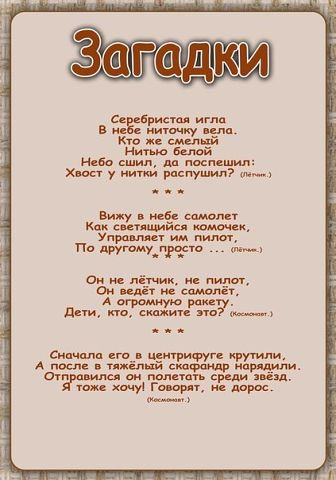 Загадки
Серебристая игла
В небе ниточку вела.
Кто же смелый
Нитью белой
Небо сшил, да поспешил:
Хвост у нитки распушил? (Лётчик.)
* * *
Вижу в небе самолет
Как светящийся комочек,
Управляет им пилот,
По другому просто ... (Лётчик.)
* * *
Он не лётчик, не пилот,
Он ведёт не самолёт,
А огромную ракету.
Дети, кто, скажите это? (Космонавт.)
* * *
Сначала его в центрифуге крутили,
А после в тяжёлый скафандр нарядили.
Отправился он полетать среди звёзд.
Я тоже хочу! Говорят, не дорос.
(Космонавт.)